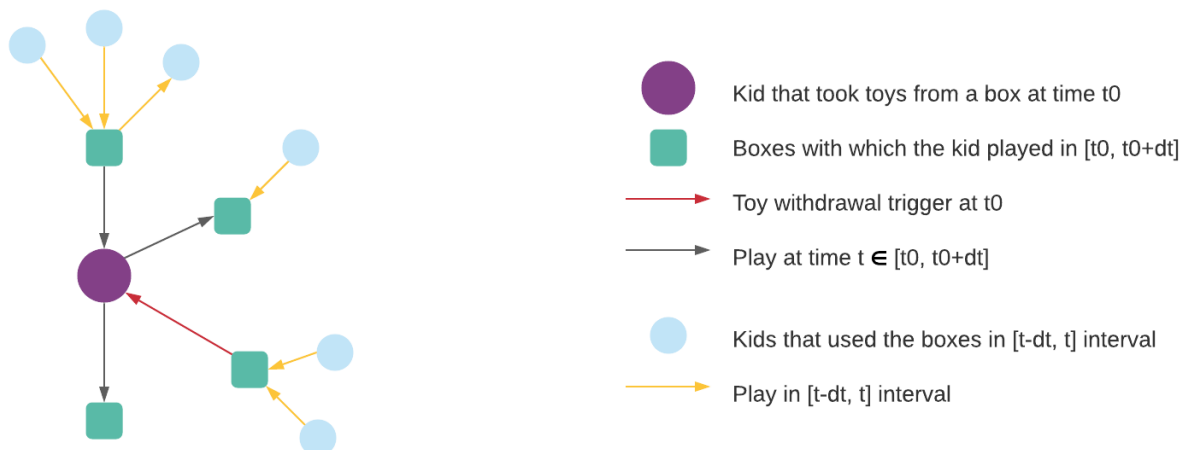 Kid that took toys from a box at time t0
Boxes with which the kid played in [t0, t0+dt]
Toy withdrawal trigger at t0
Play at time t ∈ [t0, t0+dt]
Kids that used the boxes in [t-dt, t] interval
Play in [t-dt, t] interval